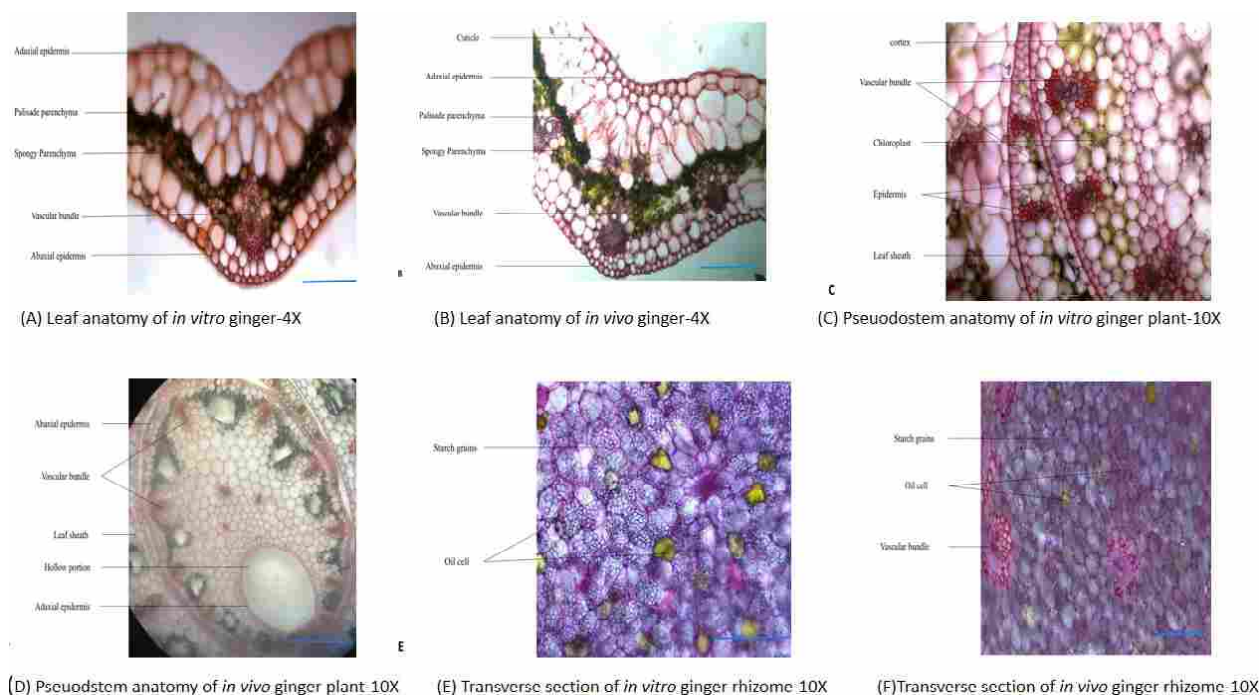 Adaxial epidermis
Palisade parenchyma
Spongy Parenchyma
Vascular bundle
Abaxial epidermis
(A) Leaf anatomy of in vitro ginger-4X
Cuticle
Adaxial epidermis
Palisade parenchyma
Spongy Parenchyma
Vascular bundle
Abaxial epidermis
B
(B) Leaf anatomy of in vivo ginger-4X
cortex
Vascular bundle
Chloroplast
Epidermis
Leaf sheath
C
(C) Pseuodostem anatomy of in vitro ginger plant-10X
Abaxial epidermis
Vascular bundle
Leaf sheath
Hollow portion
Adaxial epidermis
(D) Pseuodstem anatomy of in vivo ginger plant 10X
Starch grains
Oil cell
E
(E) Transverse section of in vitro ginger rhizome 10X
Starch grains
Oil cell
Vascular bundle
(F)Transverse section of in vivo ginger rhizome 10X